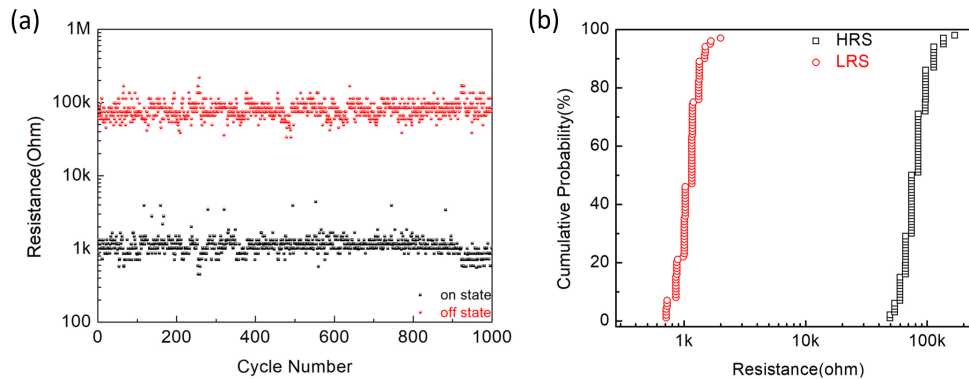 (a)
1M
100k
10k
1k
100
Resistance(Ohm)
on state
off state
0 200 400 600 800 1000
Cycle Number
(b)
100
80
60
40
20
0
Cumulative Probability(%)
HRS
LRS
1k 10k 100k
Resistance(ohm)